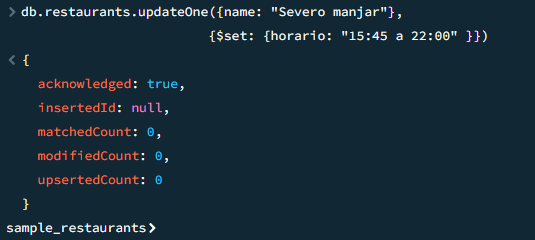 > db.restaurants.updateOne({name: "Severo manjar"},
{$set: {horario: "15:45 a 22:00" }})
< {
acknowledged: true,
insertedId: null,
matchedCount: 0,
modifiedCount: 0,
upsertedCount: 0
}
sample_restaurants>